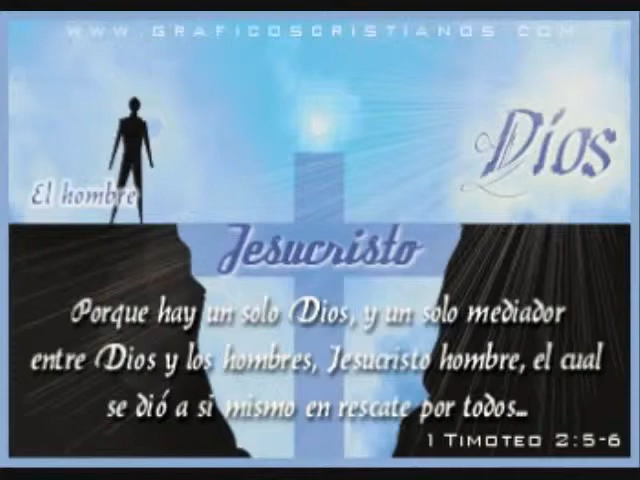 WWW.GRAFICOSCRISTIANOS.COM
Dios
El hombre
Jesucristo
Porque hay un solo Dios, y un solo mediador
entre Dios y los hombres, Jesucristo hombre, el cual
se dió a si mismo en rescate por todos...
1 TIMOTEO 2:5-6